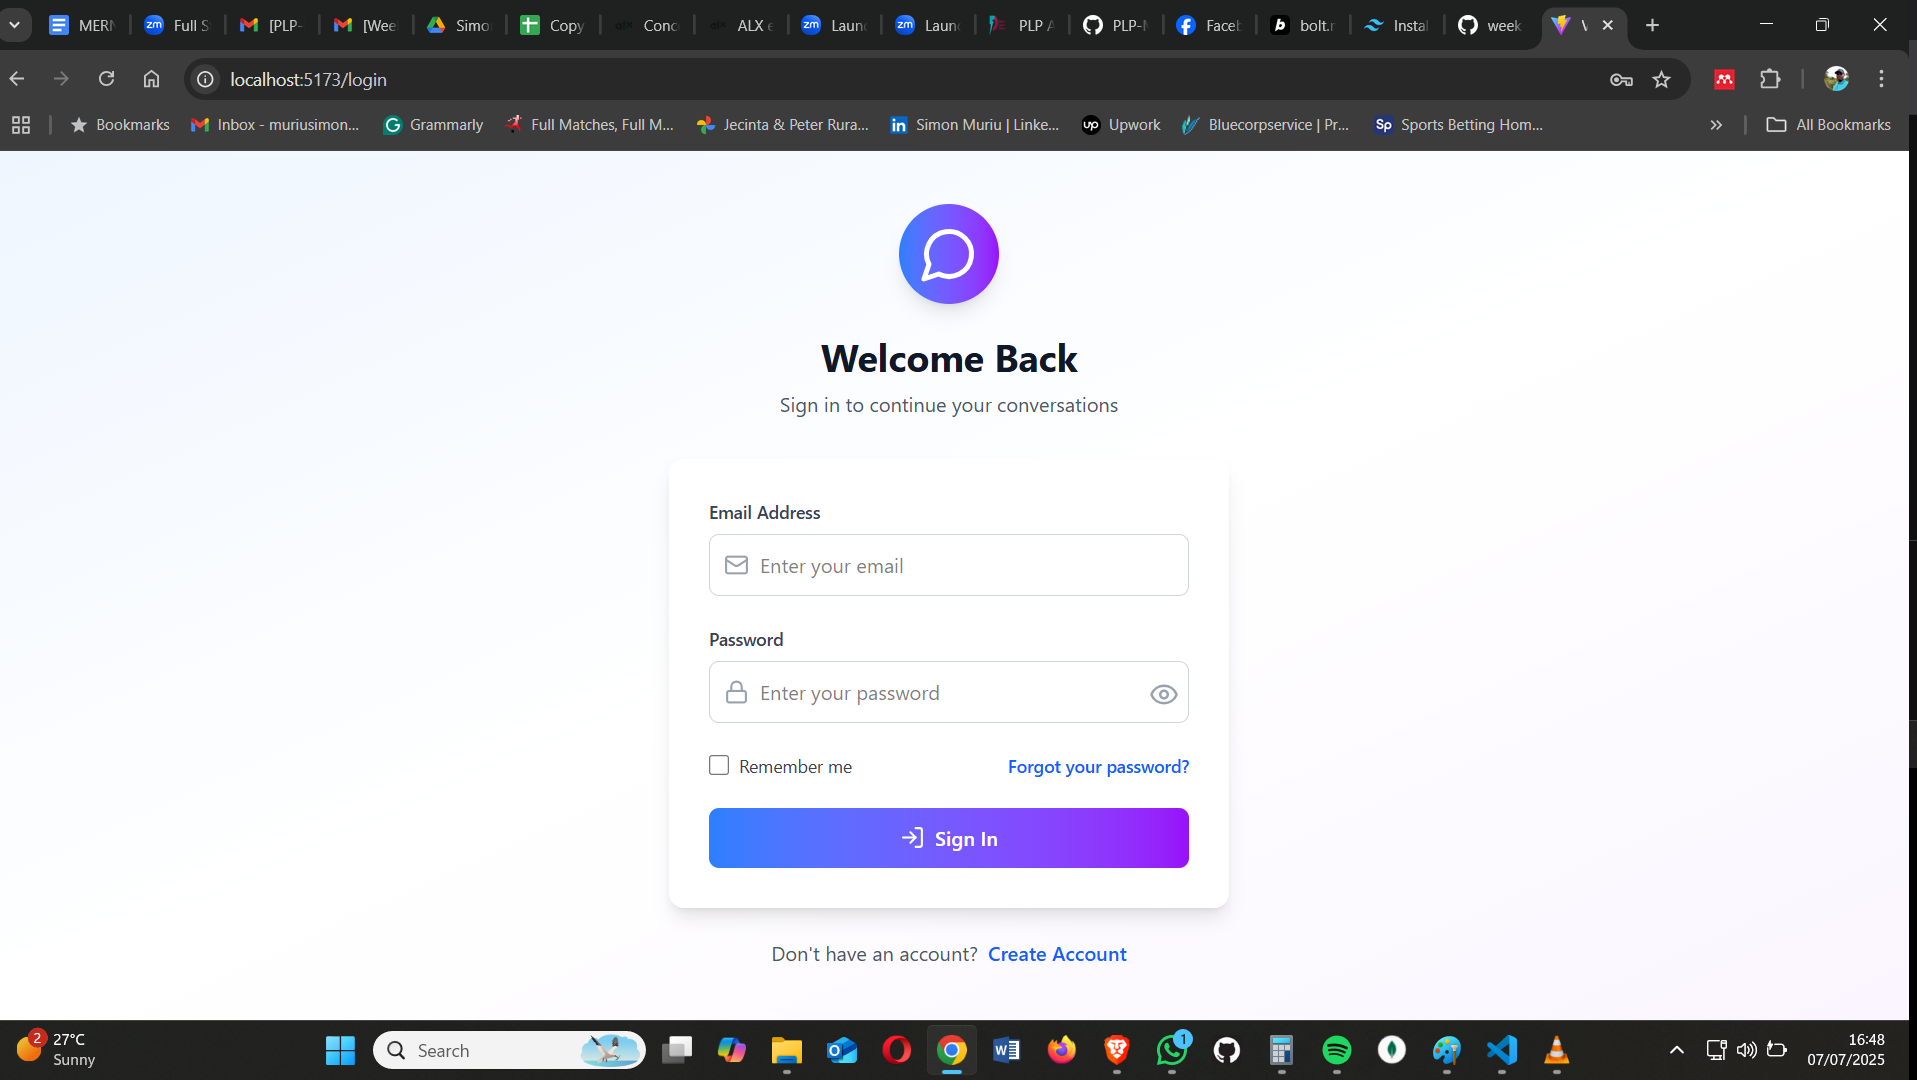 MERN
Full S
[PLP-
[Wee
Simo
Copy
Conc
ALX e
Laun
Laun
PLP A
PLP-
Faceb
bolt.n
Instal
week
localhost:5173/login
Bookmarks
Inbox - muriusimon...
Grammarly
Full Matches, Full M...
Jecinta & Peter Rura...
Simon Muriu | Linke...
Upwork
Bluecorpservice | Pr...
Sports Betting Hom...
All Bookmarks
Welcome Back
Sign in to continue your conversations
Email Address
Enter your email
Password
Enter your password
Remember me
Forgot your password?
Sign In
Don't have an account? Create Account
2
27°C
Sunny
Search
1
16:48
07/07/2025